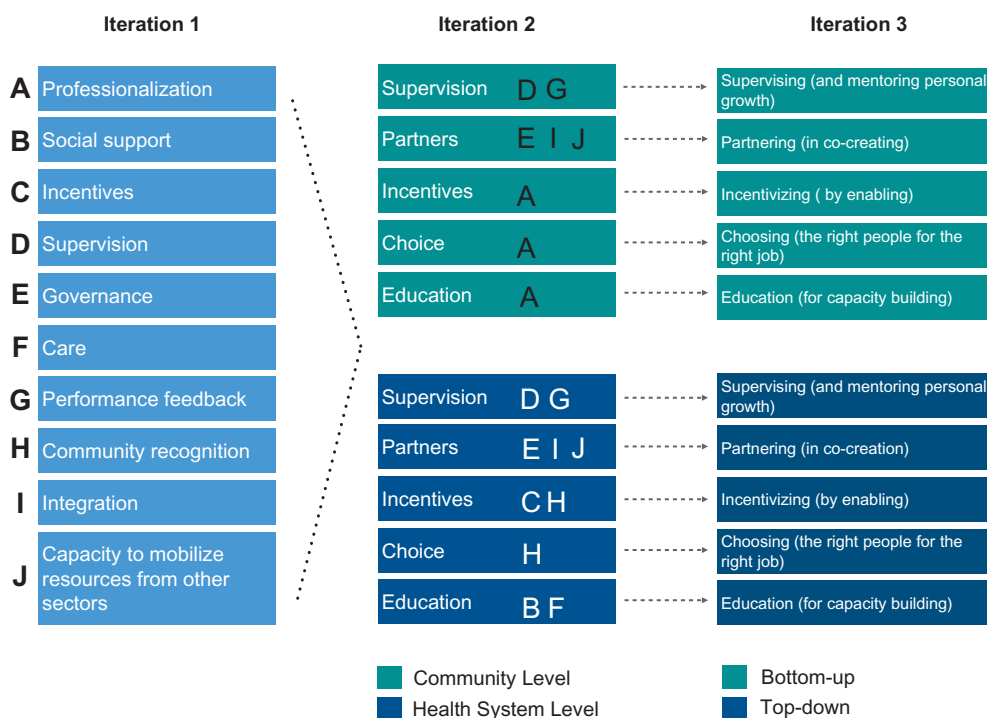 Iteration 1
Iteration 2
Iteration 3
A Professionalization
B Social support
C Incentives
D Supervision
E Governance
F Care
G Performance feedback
H Community recognition
I Integration
J Capacity to mobilize
resources from other
sectors
Supervision D G
Partners E I J
Incentives A
Choice A
Education A
Supervision D G
Partners E I J
Incentives C H
Choice H
Education B F
Community Level
Health System Level
Supervising (and mentoring personal
growth)
Partnering (in co-creating)
Incentivizing ( by enabling)
Choosing (the right people for the
right job)
Education (for capacity building)
Supervising (and mentoring personal
growth)
Partnering (in co-creation)
Incentivizing (by enabling)
Choosing (the right people for the
right job)
Education (for capacity building)
Bottom-up
Top-down